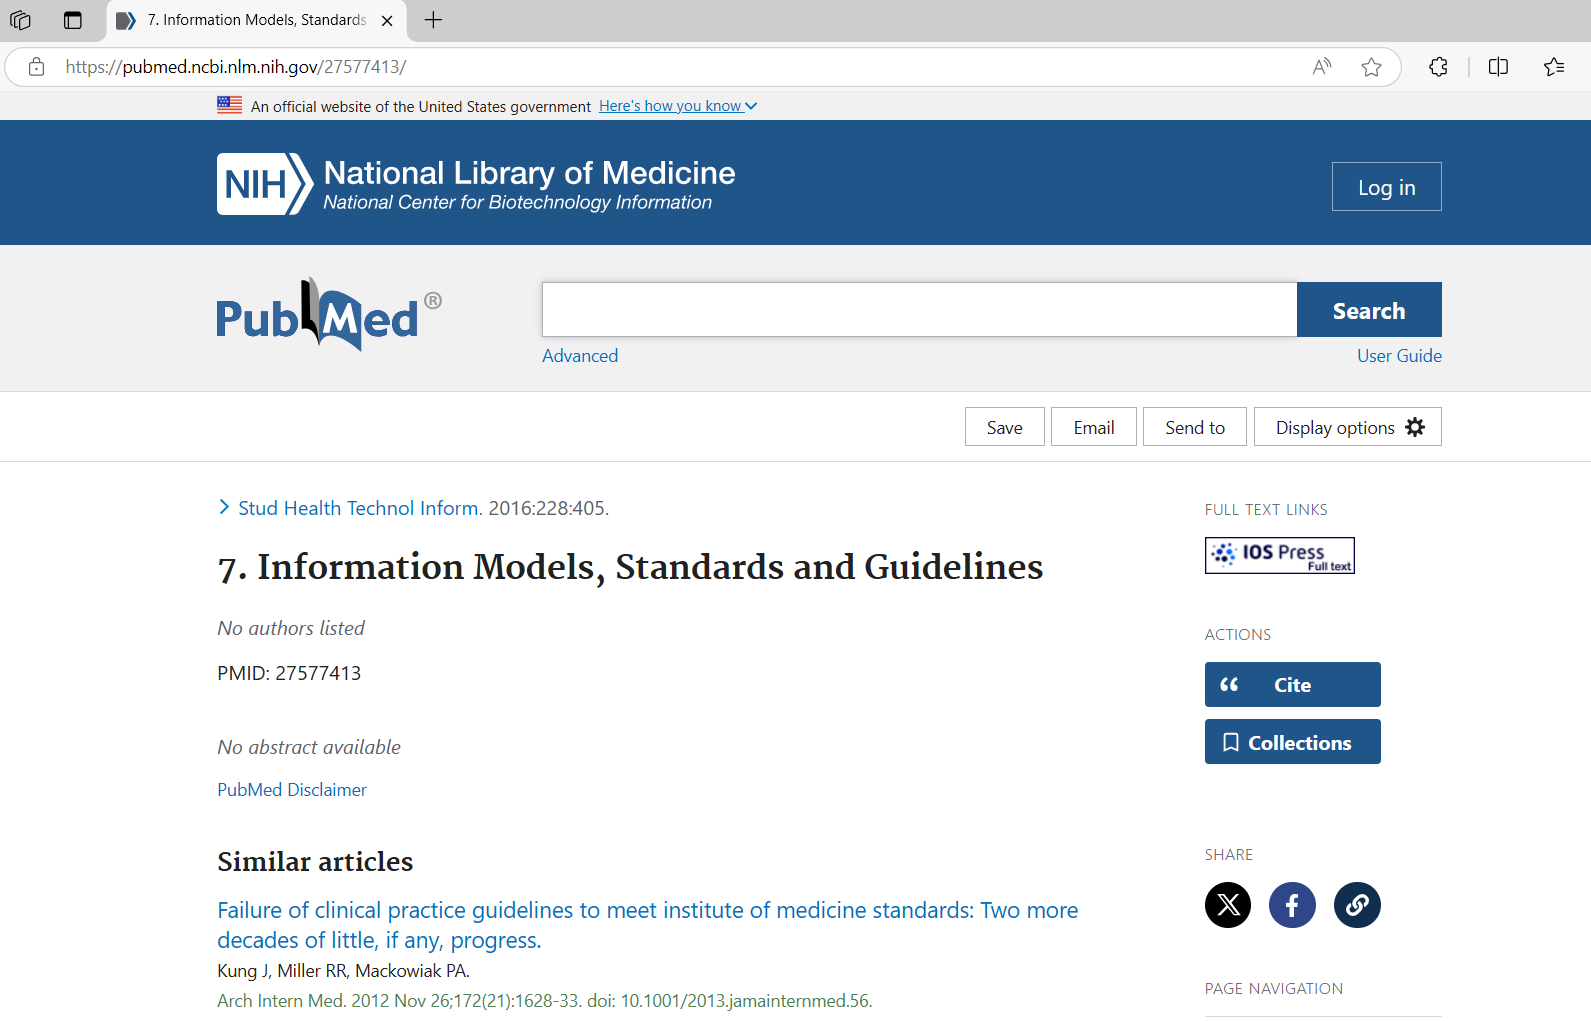 7. Information Models, Standards
https://pubmed.ncbi.nlm.nih.gov/27577413/
An official website of the United States government Here's how you know
NIH National Library of Medicine
National Center for Biotechnology Information
Log in
PubMed®
Search
Advanced
User Guide
Save
Email
Send to
Display options
Stud Health Technol Inform. 2016:228:405.
7. Information Models, Standards and Guidelines
No authors listed
PMID: 27577413
No abstract available
PubMed Disclaimer
Similar articles
Failure of clinical practice guidelines to meet institute of medicine standards: Two more
decades of little, if any, progress.
Kung J, Miller RR, Mackowiak PA.
Arch Intern Med. 2012 Nov 26;172(21):1628-33. doi: 10.1001/2013.jamainternmed.56.
FULL TEXT LINKS
IOS Press
Full text
ACTIONS
Cite
Collections
SHARE
PAGE NAVIGATION